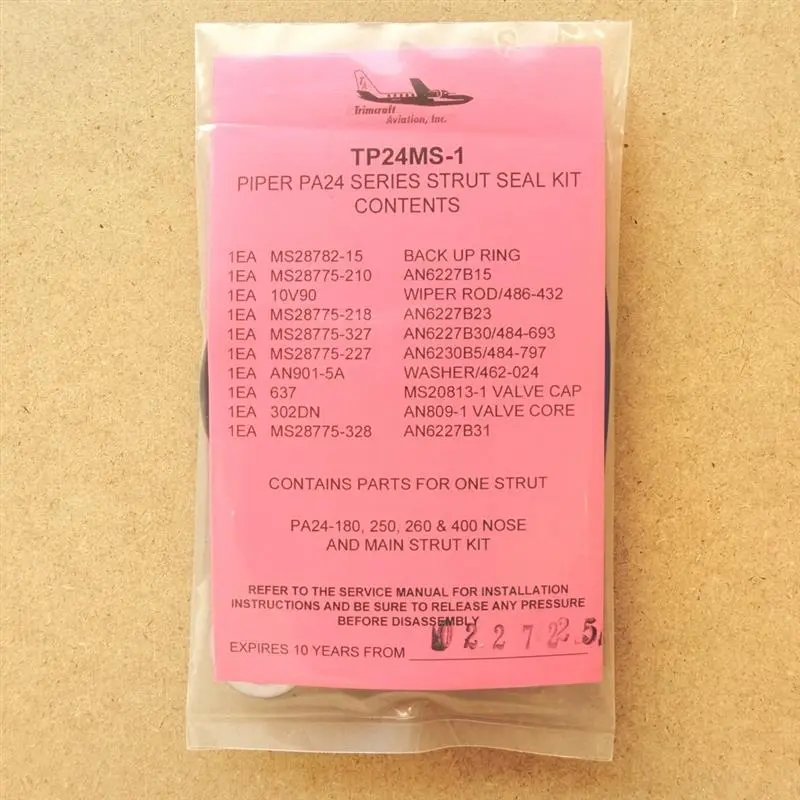 TA
Trimcraft
Aviation, Inc.
TP24MS-1
PIPER PA24 SERIES STRUT SEAL KIT
CONTENTS
1EA MS28782-15 BACK UP RING
1EA MS28775-210 AN6227B15
1EA 10V90 WIPER ROD/486-432
1EA MS28775-218 AN6227B23
1EA MS28775-327 AN6227B30/484-693
1EA MS28775-227 AN6230B5/484-797
1EA AN901-5A WASHER/462-024
1EA 637 MS20813-1 VALVE CAP
1EA 302DN AN809-1 VALVE CORE
1EA MS28775-328 AN6227B31
CONTAINS PARTS FOR ONE STRUT
PA24-180, 250, 260 & 400 NOSE
AND MAIN STRUT KIT
REFER TO THE SERVICE MANUAL FOR INSTALLATION
INSTRUCTIONS AND BE SURE TO RELEASE ANY PRESSURE
BEFORE DISASSEMBLY
EXPIRES 10 YEARS FROM